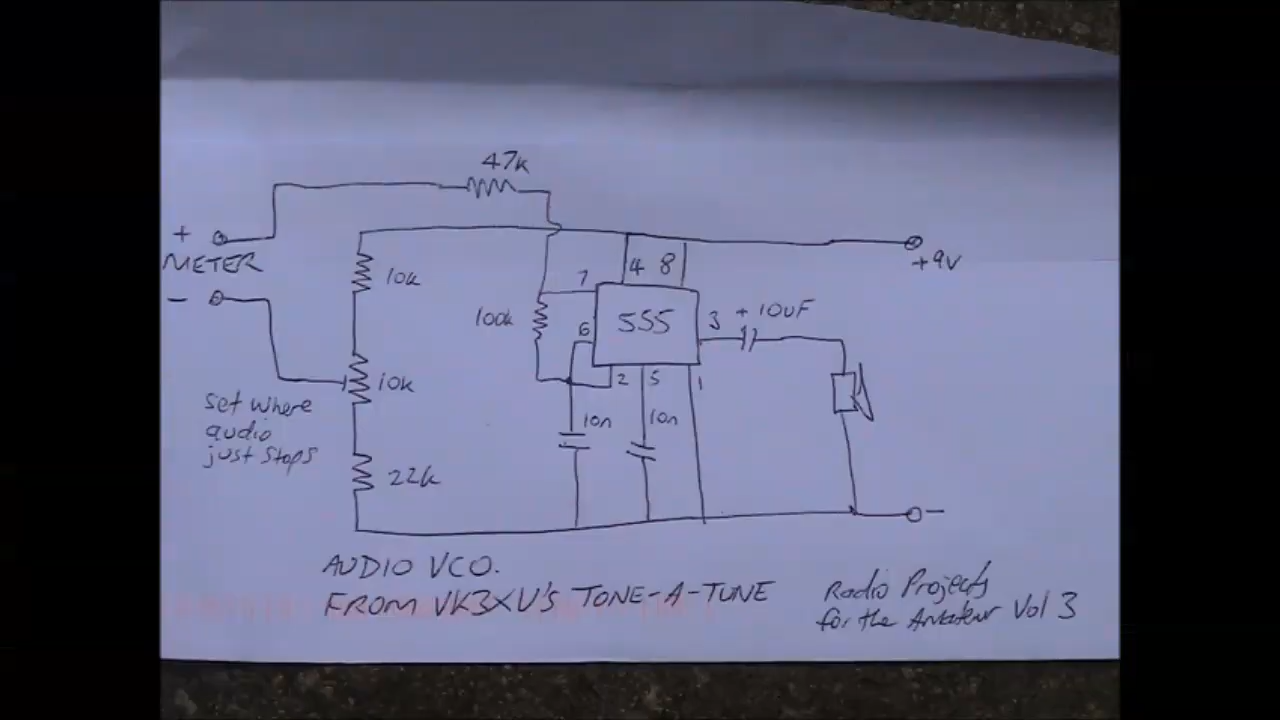 47k
+
METER
−
10k
7
4
8
+9V
100k
6
555
3
+
10uF
10k
2
5
1
set where
audio
just stops
10n
10n
22k
−
AUDIO VCO.
FROM VK3XU'S TONE-A-TUNE
Radio Projects
for the Amateur Vol 3